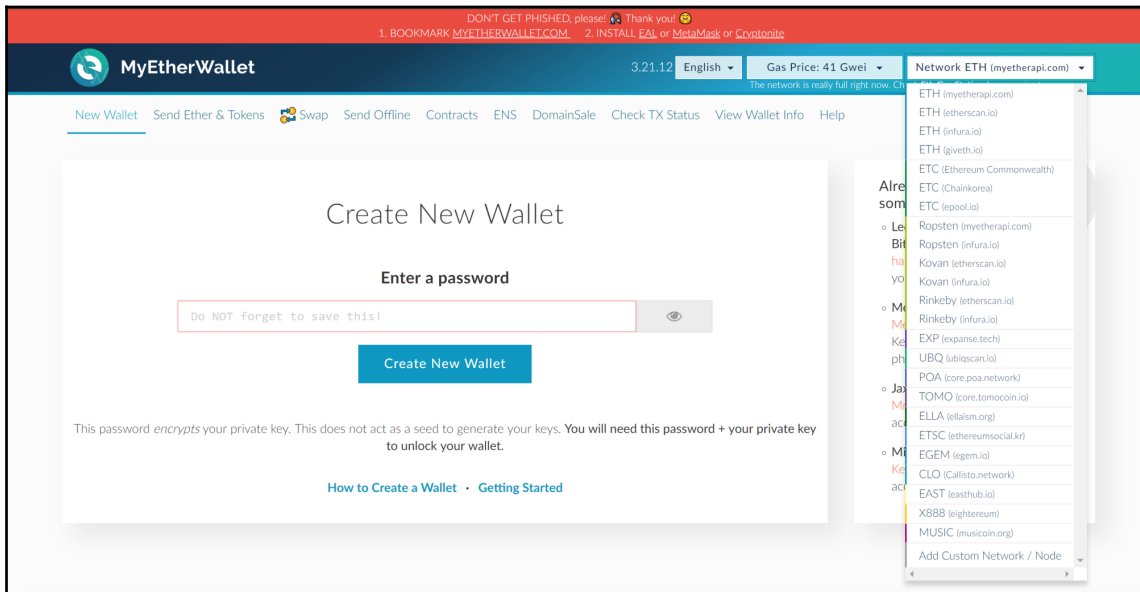 DON'T GET PHISHED, please! Thank you!
1. BOOKMARK MYETHERWALLET.COM 2. INSTALL EAL or MetaMask or Cryptonite
MyEtherWallet
3.21.12 English Gas Price: 41 Gwei Network ETH (myetherapi.com)
The network is really full right now.
New Wallet Send Ether & Tokens Swap Send Offline Contracts ENS DomainSale Check TX Status View Wallet Info Help
Create New Wallet
Enter a password
Do NOT forget to save this!
Create New Wallet
This password encrypts your private key. This does not act as a seed to generate your keys. You will need this password + your private key
to unlock your wallet.
How to Create a Wallet · Getting Started
ETH (myetherapi.com)
ETH (etherscan.io)
ETH (infura.io)
ETH (giveth.io)
ETC (Ethereum Commonwealth)
ETC (Chainkorea)
ETC (epool.io)
Ropsten (myetherapi.com)
Ropsten (infura.io)
Kovan (etherscan.io)
Kovan (infura.io)
Rinkeby (etherscan.io)
Rinkeby (infura.io)
EXP (expanse.tech)
UBQ (ubiqscan.io)
POA (core.poa.network)
TOMO (core.tomocoin.io)
ELLA (ellaism.org)
ETSC (ethereumsocial.kr)
EGEM (egem.io)
CLO (Callisto.network)
EAST (easthub.io)
X888 (eightereum)
MUSIC (musicoin.org)
Add Custom Network / Node